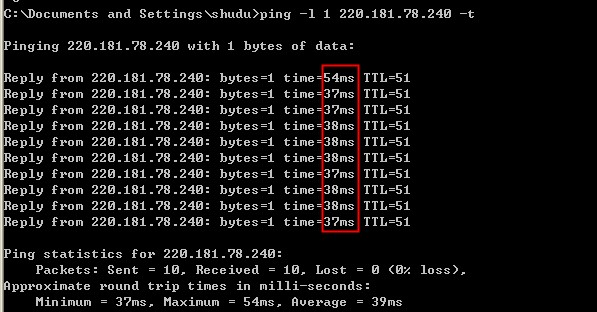 C:\Documents and Settings\shudu>ping -l 1 220.181.78.240 -t
Pinging 220.181.78.240 with 1 bytes of data:
Reply from 220.181.78.240: bytes=1 time=54ms TTL=51
Reply from 220.181.78.240: bytes=1 time=37ms TTL=51
Reply from 220.181.78.240: bytes=1 time=37ms TTL=51
Reply from 220.181.78.240: bytes=1 time=38ms TTL=51
Reply from 220.181.78.240: bytes=1 time=38ms TTL=51
Reply from 220.181.78.240: bytes=1 time=38ms TTL=51
Reply from 220.181.78.240: bytes=1 time=37ms TTL=51
Reply from 220.181.78.240: bytes=1 time=38ms TTL=51
Reply from 220.181.78.240: bytes=1 time=38ms TTL=51
Reply from 220.181.78.240: bytes=1 time=37ms TTL=51
Ping statistics for 220.181.78.240:
Packets: Sent = 10, Received = 10, Lost = 0 (0% loss),
Approximate round trip times in milli-seconds:
Minimum = 37ms, Maximum = 54ms, Average = 39ms